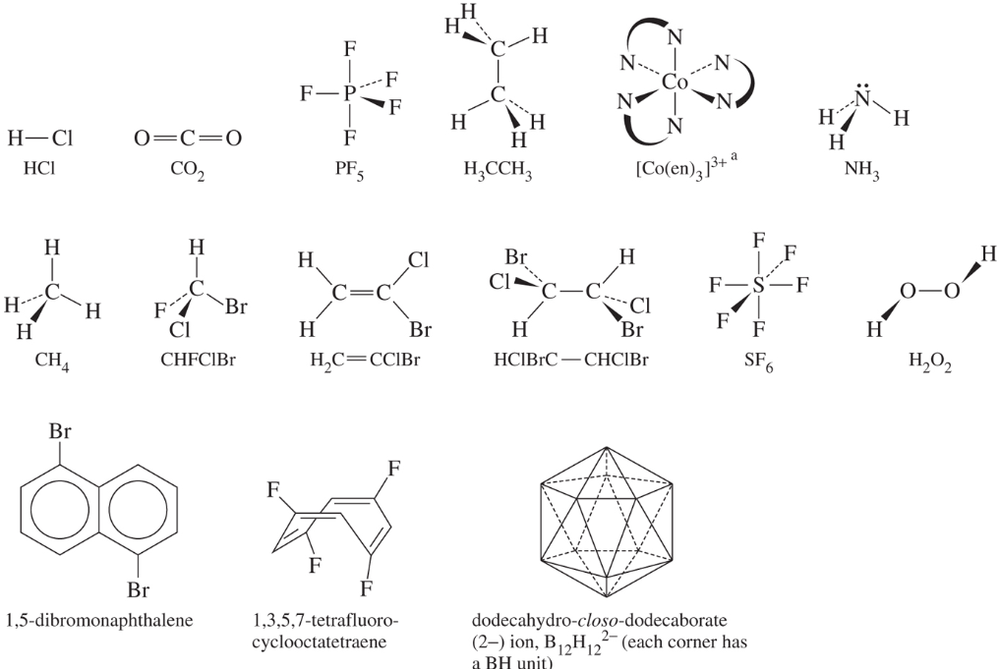 H—Cl
HCl
O=C=O
CO₂
F
F
F—P
F
F
PF₅
H
H
C
H
C
H
H
H
H₃CCH₃
N
N
N
Co
N
N
N
[Co(en)₃]³⁺ ᵃ
N
H
H
H
NH₃
H
C
H
H
H
CH₄
H
C
F
Cl
Br
CHFClBr
H
Cl
C=C
H
Br
H₂C=CClBr
Br
H
Cl
C—C
Cl
H
Br
HClBrC—CHClBr
F
F
F—S—F
F
F
SF₆
H
O—O
H
H₂O₂
Br
Br
1,5-dibromonaphthalene
F
F
F
F
1,3,5,7-tetrafluoro-
cyclooctatetraene
dodecahydro-closo-dodecaborate
(2−) ion, B₁₂H₁₂²⁻ (each corner has
a BH unit)